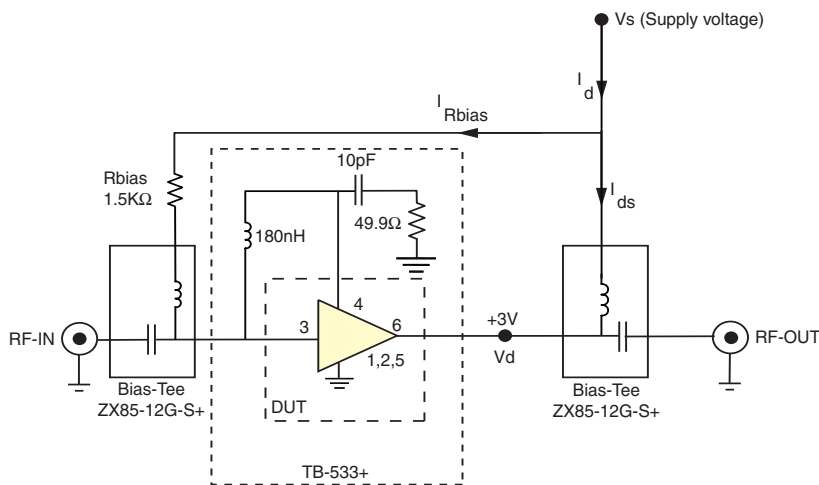 Vs (Supply voltage)
I
d
I
Rbias
10pF
Rbias
1.5KΩ
I
ds
49.9Ω
180nH
4
3
6
+3V
RF-IN
RF-OUT
1,2,5
Vd
Bias-Tee
ZX85-12G-S+
DUT
Bias-Tee
ZX85-12G-S+
TB-533+